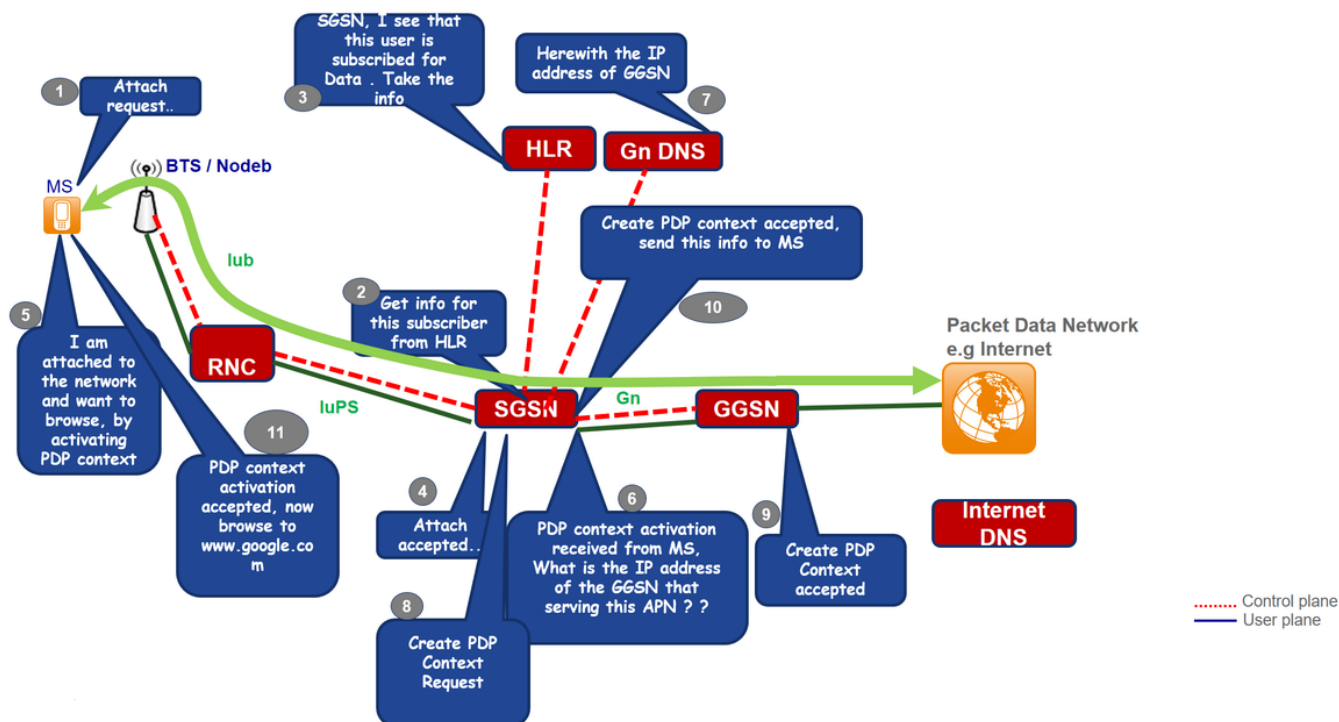 SGSN, I see that
this user is
subscribed for
Data . Take the
info
3
Herewith the IP
address of GGSN
7
1
Attach
request..
HLR
Gn DNS
BTS / Nodeb
MS
Create PDP context accepted,
send this info to MS
10
Iub
2
Get info for
this subscriber
from HLR
5
I am
attached to
the network
and want to
browse, by
activating
PDP context
RNC
Packet Data Network
e.g Internet
IuPS
SGSN
Gn
GGSN
11
PDP context
activation
accepted, now
browse to
www.google.co
m
4
Attach
accepted..
6
PDP context activation
received from MS,
What is the IP address
of the GGSN that
serving this APN ? ?
9
Create PDP
Context
accepted
Internet
DNS
8
Create PDP
Context
Request
Control plane
User plane